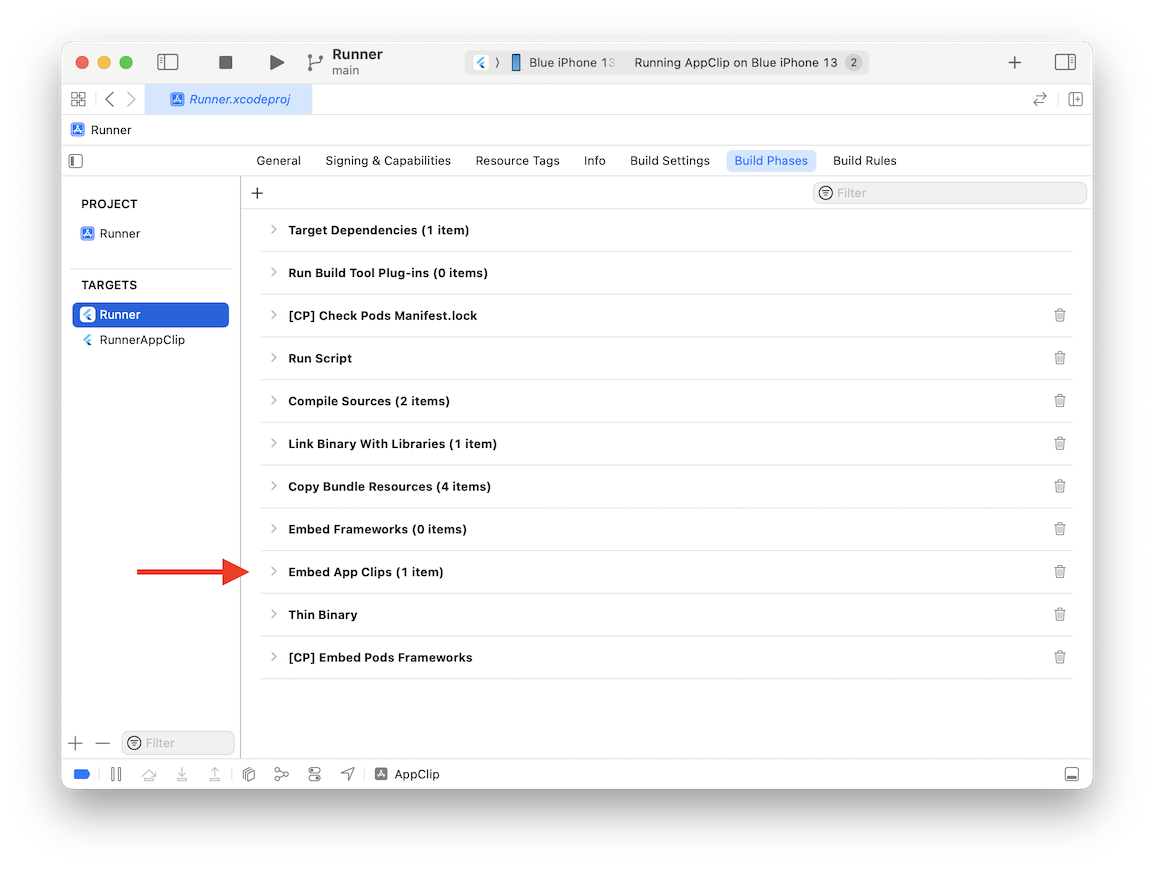 Runner
main
Blue iPhone 13
Running AppClip on Blue iPhone 13
2
Runner.xcodeproj
Runner
General
Signing & Capabilities
Resource Tags
Info
Build Settings
Build Phases
Build Rules
Filter
PROJECT
Runner
TARGETS
Runner
RunnerAppClip
Target Dependencies (1 item)
Run Build Tool Plug-ins (0 items)
[CP] Check Pods Manifest.lock
Run Script
Compile Sources (2 items)
Link Binary With Libraries (1 item)
Copy Bundle Resources (4 items)
Embed Frameworks (0 items)
Embed App Clips (1 item)
Thin Binary
[CP] Embed Pods Frameworks
Filter
AppClip